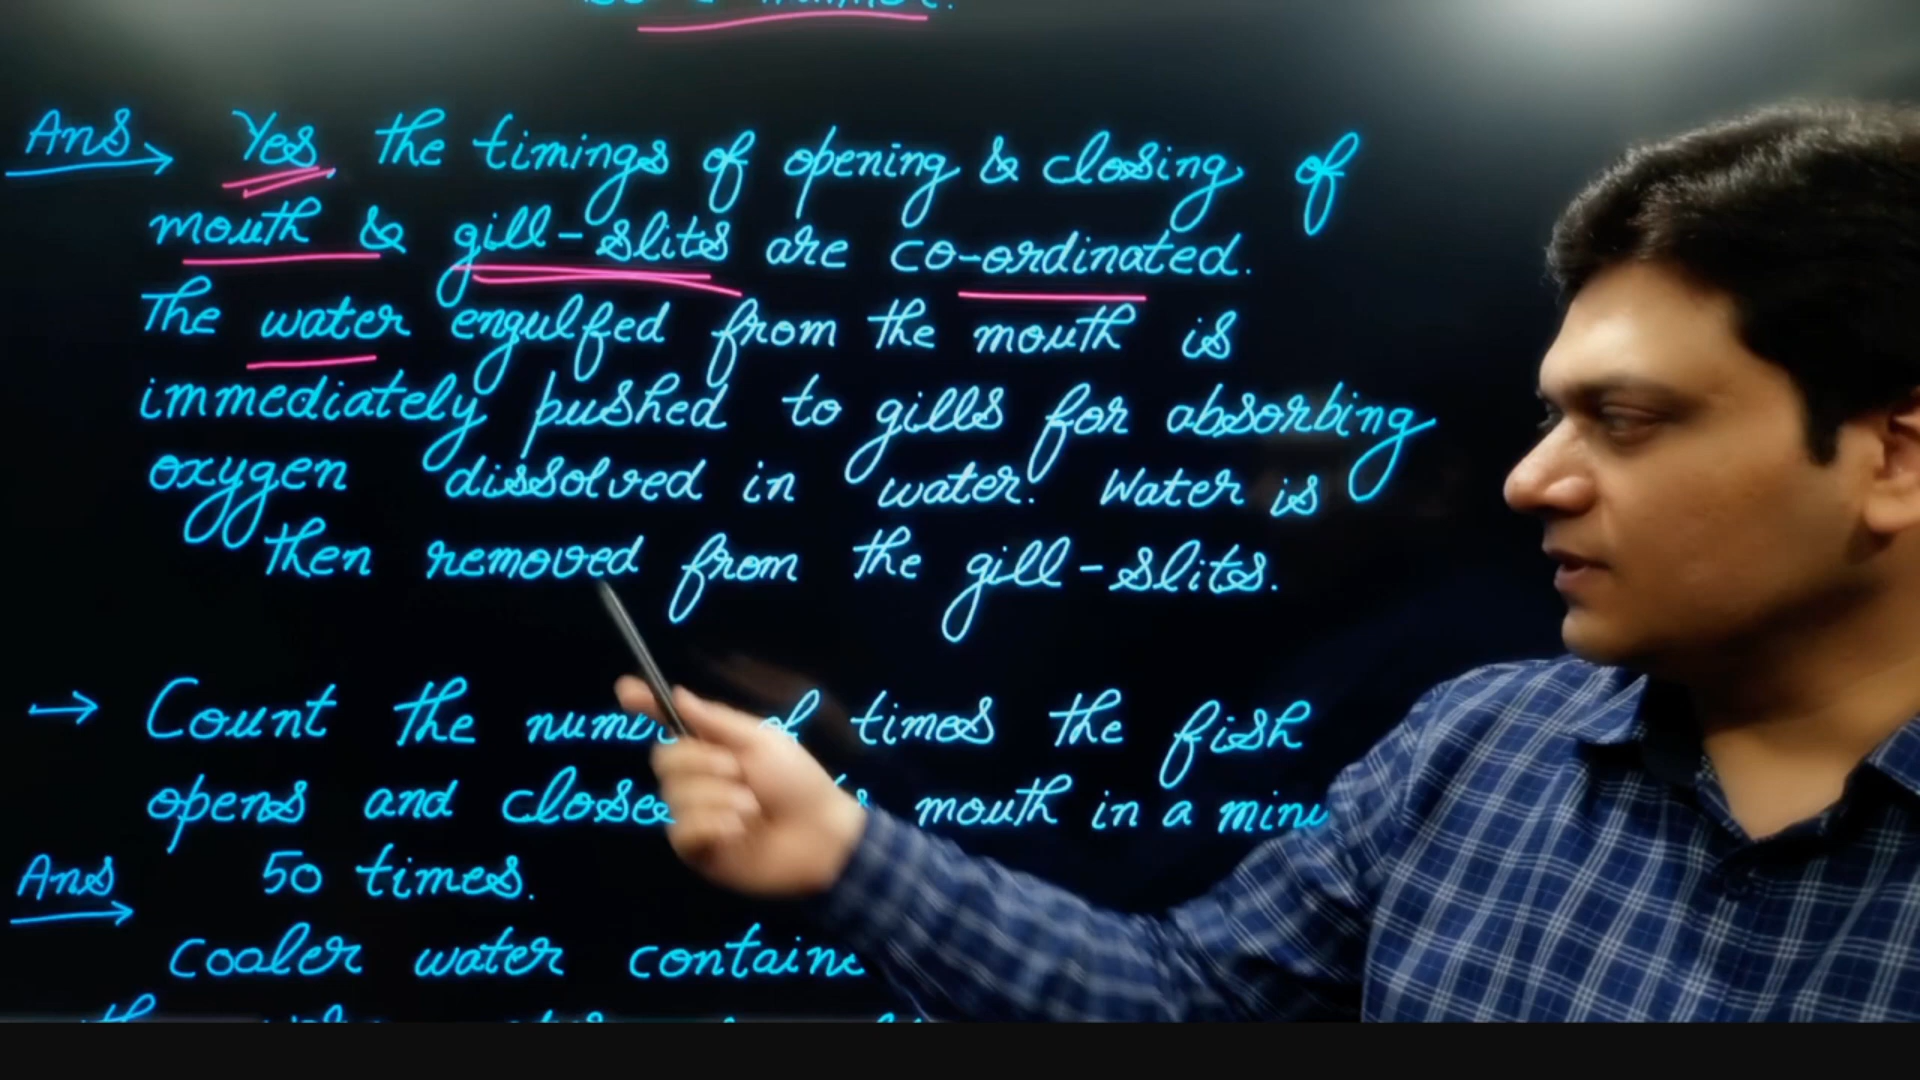 Ans → Yes, the timings of opening & closing of
mouth & gill-slits are co-ordinated.
The water engulfed from the mouth is
immediately pushed to gills for absorbing
oxygen dissolved in water. Water is
then removed from the gill-slits.
→ Count the of times the fish
opens and mouth in a
Ans 50 times.
cooler water